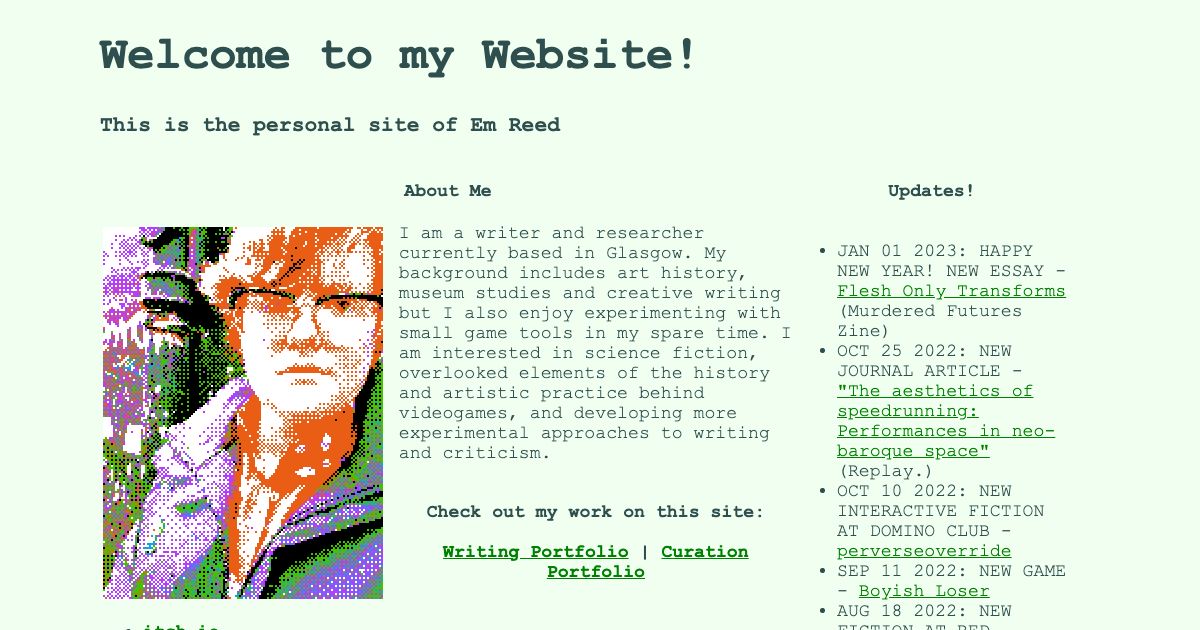 Welcome to my Website!
This is the personal site of Em Reed
About Me
I am a writer and researcher
currently based in Glasgow. My
background includes art history,
museum studies and creative writing
but I also enjoy experimenting with
small game tools in my spare time. I
am interested in science fiction,
overlooked elements of the history
and artistic practice behind
videogames, and developing more
experimental approaches to writing
and criticism.
Check out my work on this site:
Writing Portfolio | Curation
Portfolio
itch.io
Updates!
• JAN 01 2023: HAPPY
NEW YEAR! NEW ESSAY -
Flesh Only Transforms
(Murdered Futures
Zine)
• OCT 25 2022: NEW
JOURNAL ARTICLE -
"The aesthetics of
speedrunning:
Performances in neo-
baroque space"
(Replay.)
• OCT 10 2022: NEW
INTERACTIVE FICTION
AT DOMINO CLUB -
perverseoverride
• SEP 11 2022: NEW GAME
- Boyish Loser
• AUG 18 2022: NEW
FICTION AT RED